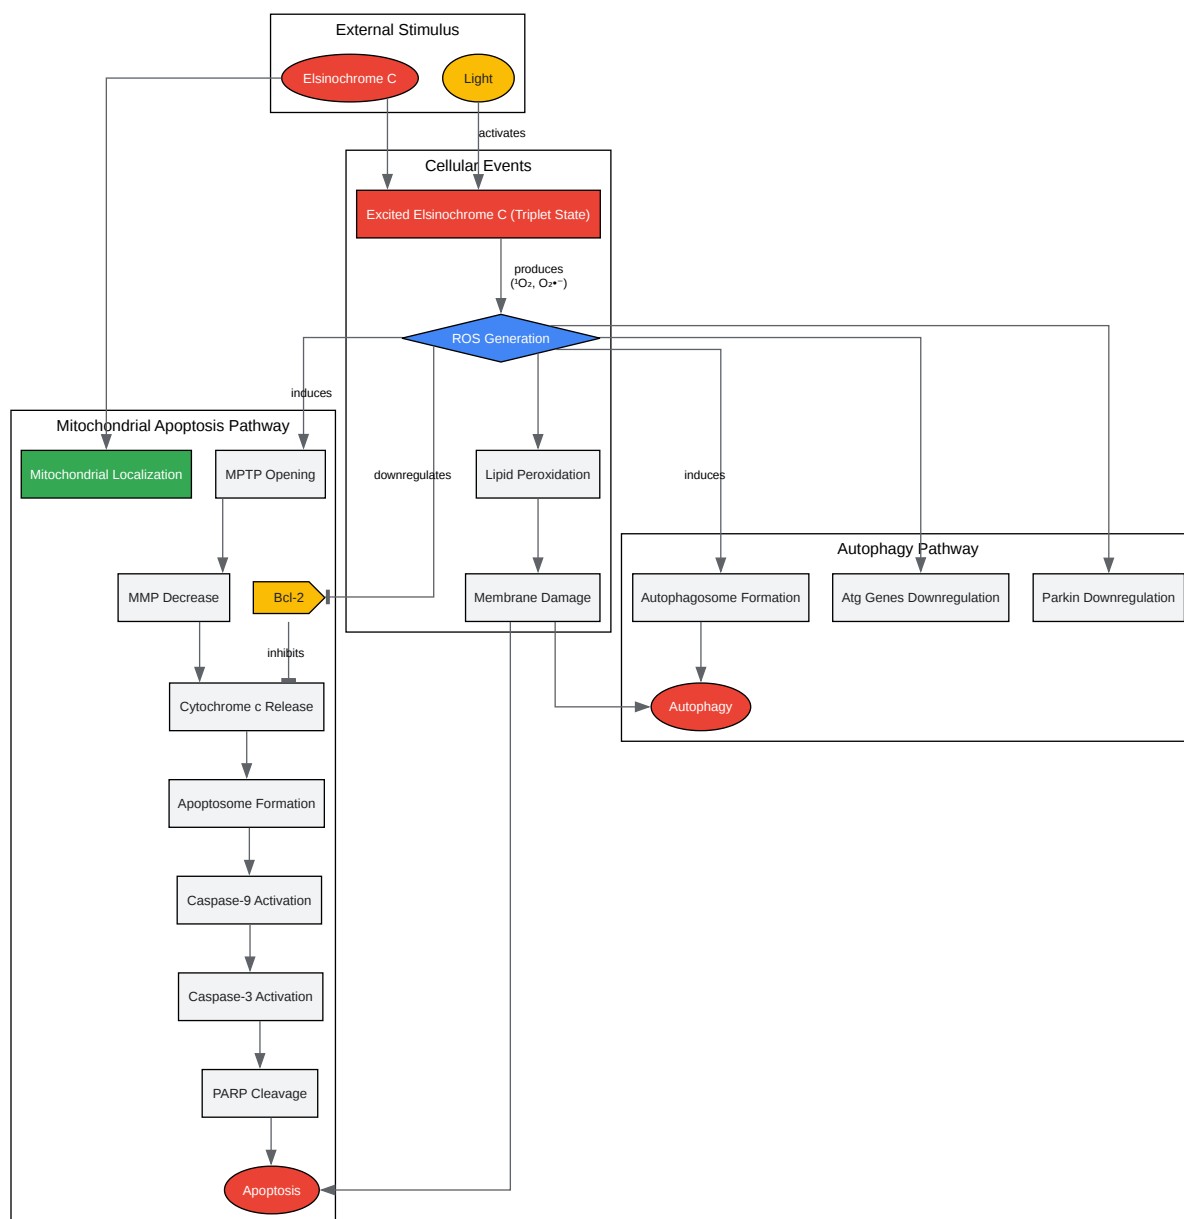 External Stimulus
Elsinochrome C
Light
activates
Cellular Events
Excited Elsinochrome C (Triplet State)
produces
(¹O₂, O₂•⁻)
ROS Generation
induces
Mitochondrial Apoptosis Pathway
Mitochondrial Localization
MPTP Opening
downregulates
Lipid Peroxidation
induces
Autophagy Pathway
MMP Decrease
Bcl-2
Membrane Damage
Autophagosome Formation
Atg Genes Downregulation
Parkin Downregulation
inhibits
Cytochrome c Release
Autophagy
Apoptosome Formation
Caspase-9 Activation
Caspase-3 Activation
PARP Cleavage
Apoptosis